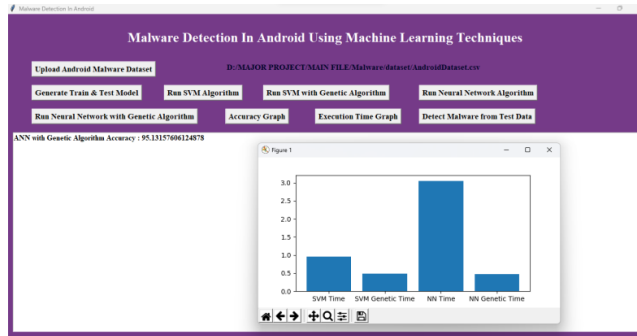 Malware Detection In Android
Malware Detection In Android Using Machine Learning Techniques
Upload Android Malware Dataset
D:/MAJOR PROJECT/MAIN FILE/Malware/dataset/AndroidDataset.csv
Generate Train & Test Model Run SVM Algorithm Run SVM with Genetic Algorithm Run Neural Network Algorithm
Run Neural Network with Genetic Algorithm Accuracy Graph Execution Time Graph Detect Malware from Test Data
ANN with Genetic Algorithm Accuracy : 95.13157606124878
Figure 1
3.0
2.5
2.0
1.5
1.0
0.5
0.0
SVM Time SVM Genetic Time NN Time NN Genetic Time